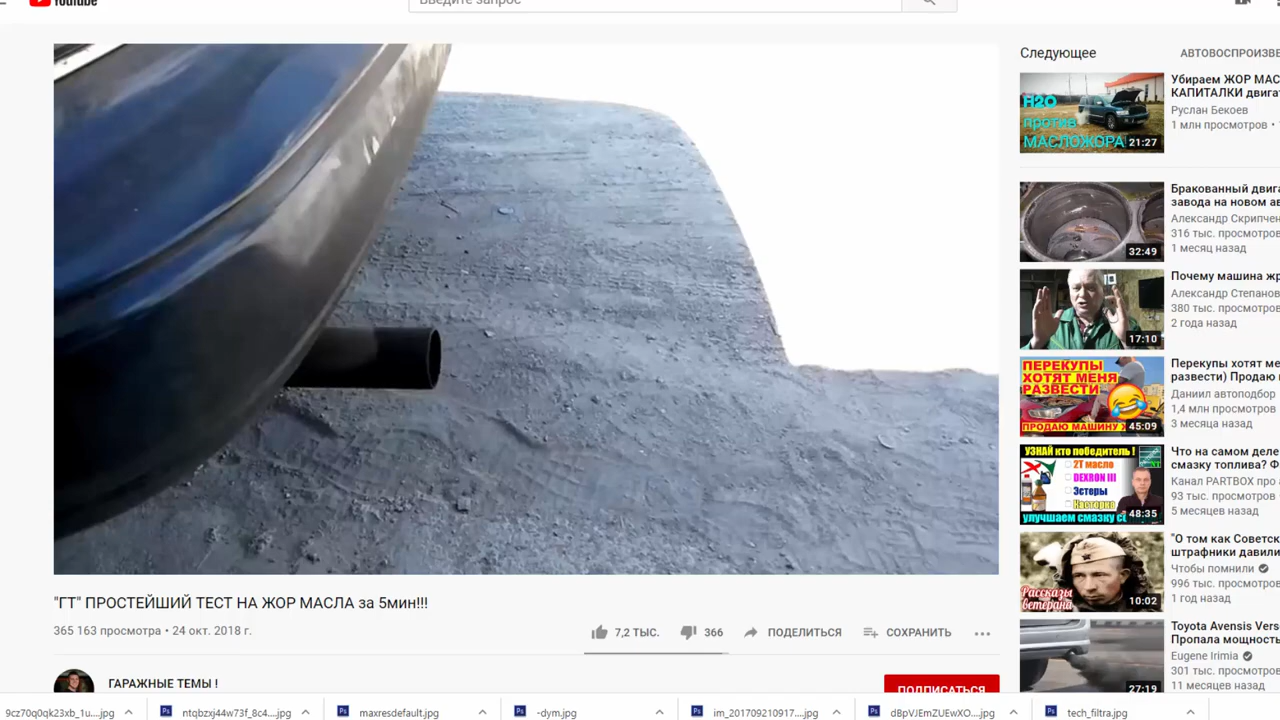 YouTube
Введите запрос
Следующее
АВТОВОСПРОИЗВЕ
H2O
против
МАСЛОЖОРА
21:27
Убираем ЖОР МАС
КАПИТАЛКИ двига
Руслан Бекоев
1 млн просмотров •
32:49
Бракованный двига
завода на новом ав
Александр Скрипчен
316 тыс. просмотров
1 месяц назад
17:10
Почему машина жр
Александр Степанов
380 тыс. просмотров
2 года назад
ПЕРЕКУПЫ
ХОТЯТ МЕНЯ
РАЗВЕСТИ
ПРОДАЮ МАШИНУ
45:09
Перекупы хотят ме
развести) Продаю
Даниил автоподбор
1,4 млн просмотров
3 месяца назад
УЗНАЙ кто победитель !
2Т масло
DEXRON III
Эстеры
Касторка
улучшаем смазку
48:35
Что на самом деле
смазку топлива? Ф
Канал PARTBOX про
93 тыс. просмотров
5 месяцев назад
Рассказы
ветерана
10:02
"О том как Советск
штрафники давили
Чтобы помнили
996 тыс. просмотров
1 год назад
27:19
Toyota Avensis Vers
Пропала мощность
Eugene Irimia
301 тыс. просмотров
11 месяцев назад
"ГТ" ПРОСТЕЙШИЙ ТЕСТ НА ЖОР МАСЛА за 5мин!!!
365 163 просмотра • 24 окт. 2018 г.
7,2 ТЫС.
366
ПОДЕЛИТЬСЯ
СОХРАНИТЬ
ГАРАЖНЫЕ ТЕМЫ !
ПОДПИСАТЬСЯ
9cz70q0qk23xb_1u....jpg
ntqbzxj44w73f_8c4....jpg
maxresdefault.jpg
-dym.jpg
im_201709210917....jpg
dBpVJEmZUEwXO....jpg
tech_filtra.jpg